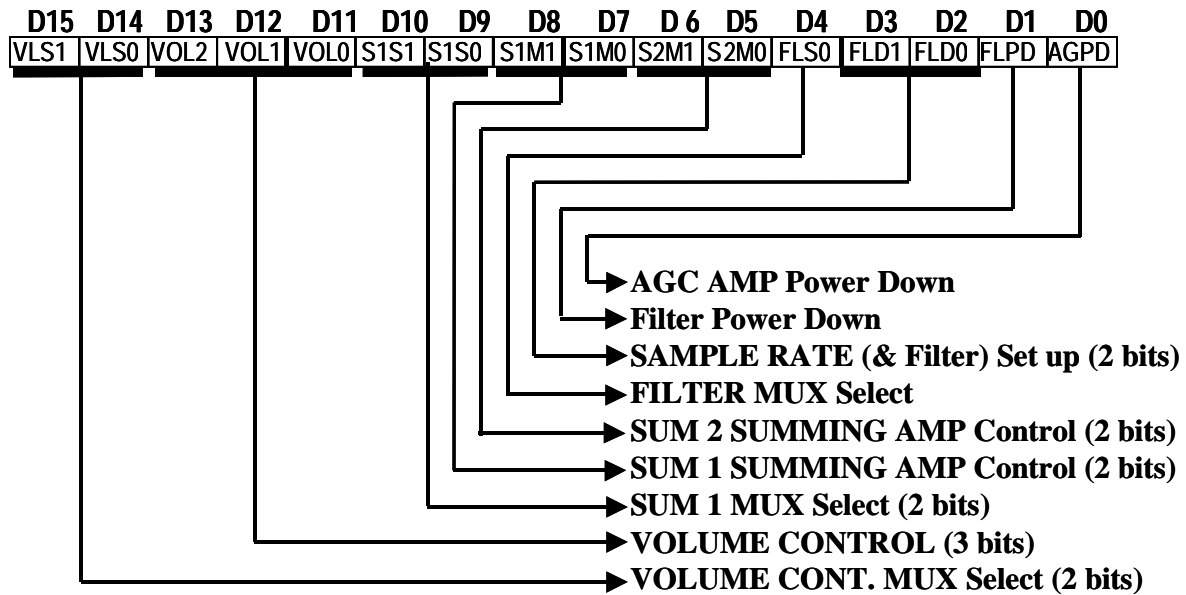 D15 D14 D13 D12 D11 D10 D9 D8 D7 D 6 D5 D4 D3 D2 D1 D0
VLS1 VLS0 VOL2 VOL1 VOL0 S1S1 S1S0 S1M1 S1M0 S2M1 S2M0 FLS0 FLD1 FLD0 FLPD AGPD
AGC AMP Power Down
Filter Power Down
SAMPLE RATE (& Filter) Set up (2 bits)
FILTER MUX Select
SUM 2 SUMMING AMP Control (2 bits)
SUM 1 SUMMING AMP Control (2 bits)
SUM 1 MUX Select (2 bits)
VOLUME CONTROL (3 bits)
VOLUME CONT. MUX Select (2 bits)